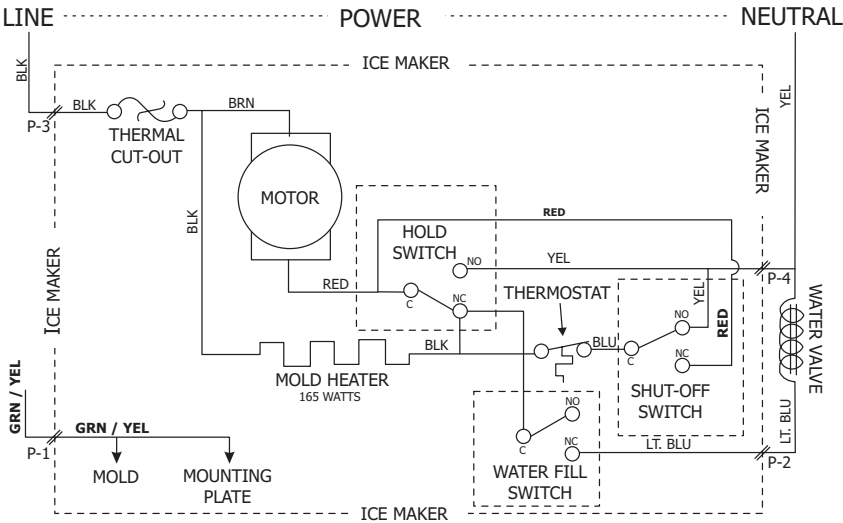 LINE POWER NEUTRAL
BLK
ICE MAKER
YEL
P-3
BLK
THERMAL
CUT-OUT
BRN
MOTOR
ICE MAKER
BLK
RED
HOLD
SWITCH
NO
C
NC
RED
YEL
P-4
ICE MAKER
THERMOSTAT
YEL
RED
NO
NC
C
BLU
SHUT-OFF
SWITCH
WATER VALVE
BLK
MOLD HEATER
165 WATTS
GRN / YEL
P-1
GRN / YEL
MOLD
MOUNTING
PLATE
NO
C
NC
WATER FILL
SWITCH
LT. BLU
LT. BLU
P-2
ICE MAKER